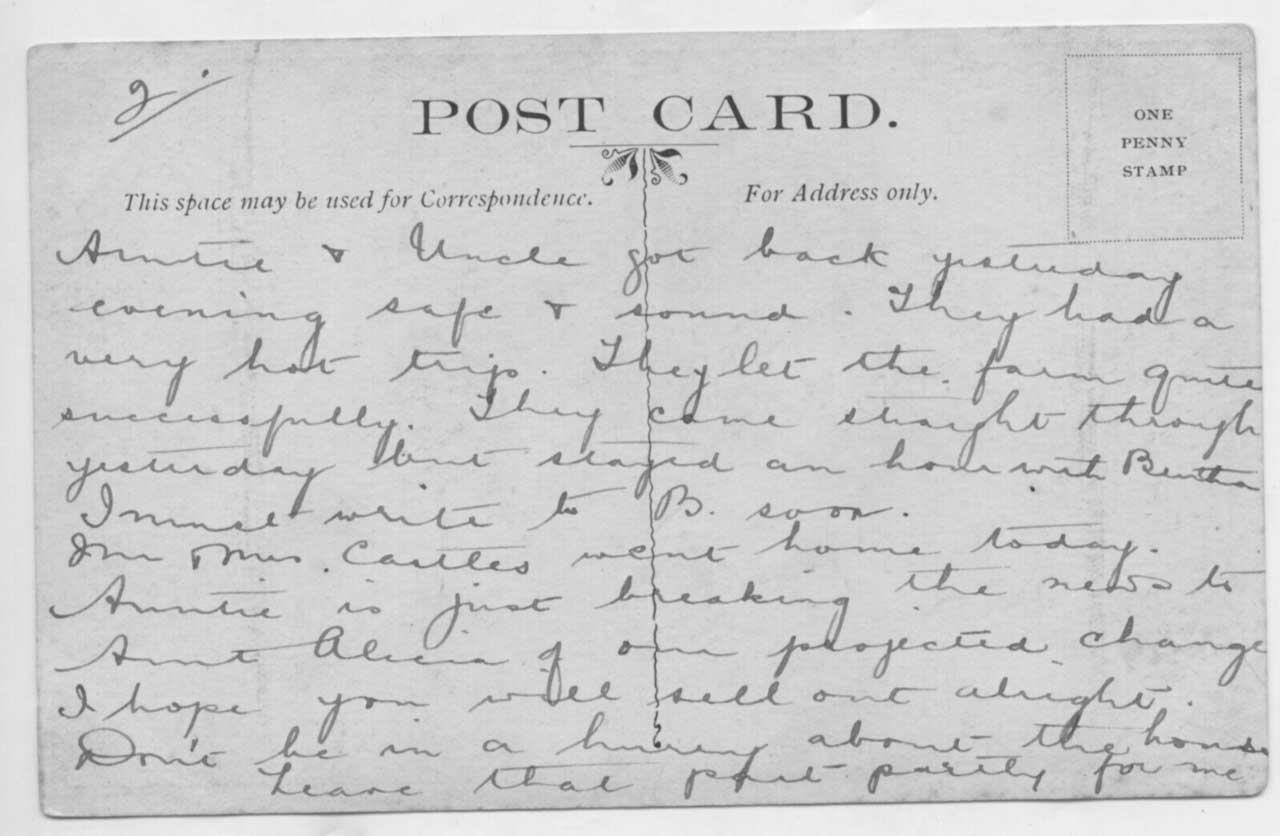 2.
POST CARD.
ONE
PENNY
STAMP
This space may be used for Correspondence.
For Address only.
Auntie & Uncle got back yesterday
evening safe & sound. They had a
very hot trip. They let the farm quite
successfully. They came straight through
yesterday but stayed an hour with Bertha
I must write to B. soon.
Mr & Mrs. Castles went home today.
Auntie is just breaking the news to
Aunt Alicia of our projected change
I hope you will sell out alright.
Don't be in a hurry about the house
Leave that part partly for me